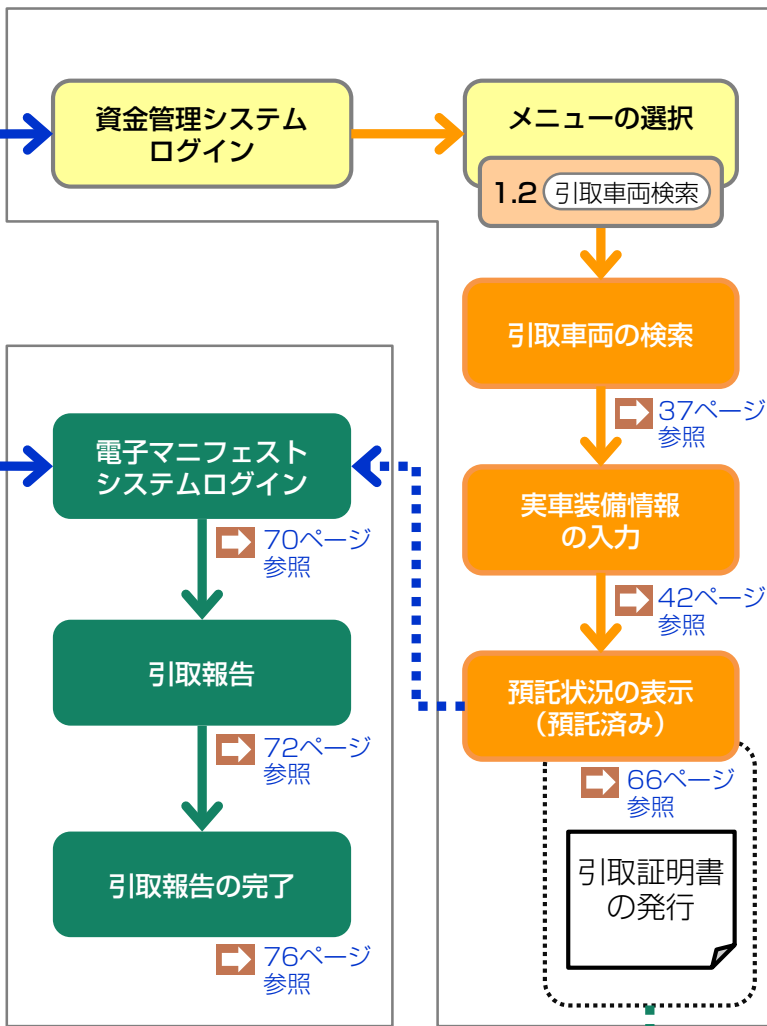 資金管理システム
ログイン
メニューの選択
1.2 引取車両検索
引取車両の検索
37ページ
参照
実車装備情報
の入力
42ページ
参照
預託状況の表示
（預託済み）
66ページ
参照
引取証明書
の発行
電子マニフェスト
システムログイン
70ページ
参照
引取報告
72ページ
参照
引取報告の完了
76ページ
参照